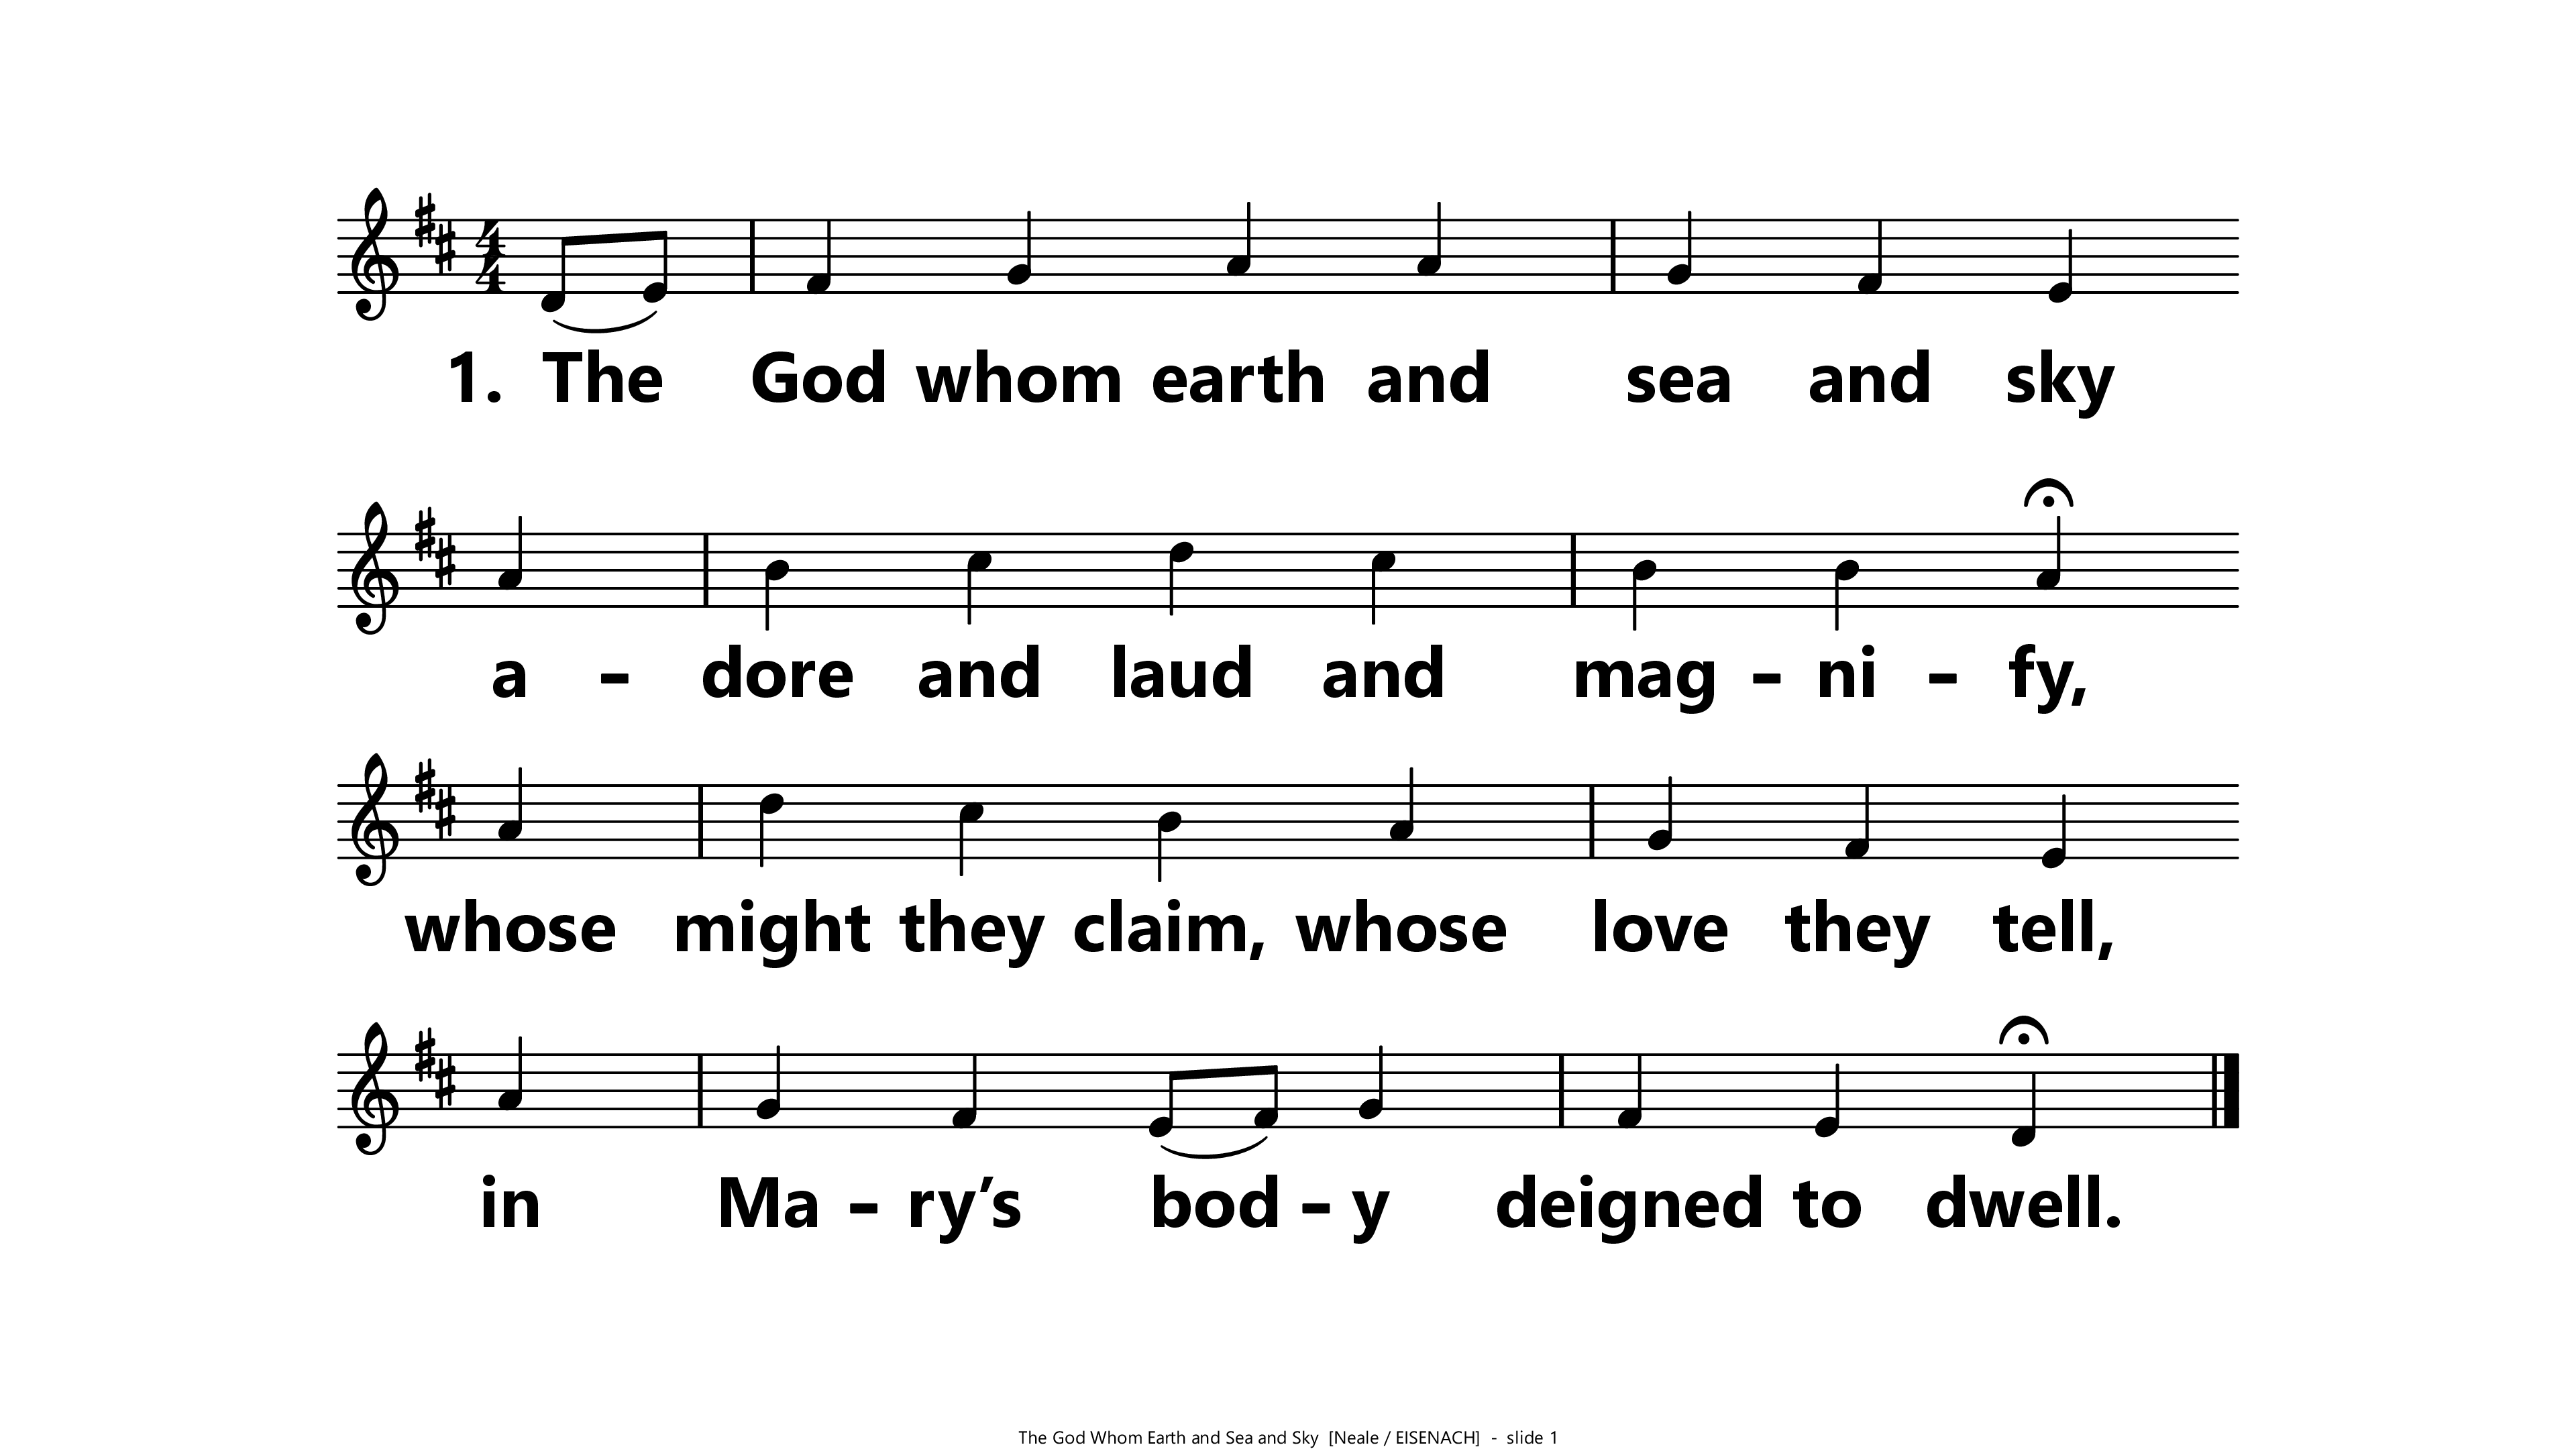 1. The God whom earth and sea and sky
a - dore and laud and mag - ni - fy,
whose might they claim, whose love they tell,
in Ma - ry’s bod - y deigned to dwell.
The God Whom Earth and Sea and Sky [Neale / EISENACH] - slide 1